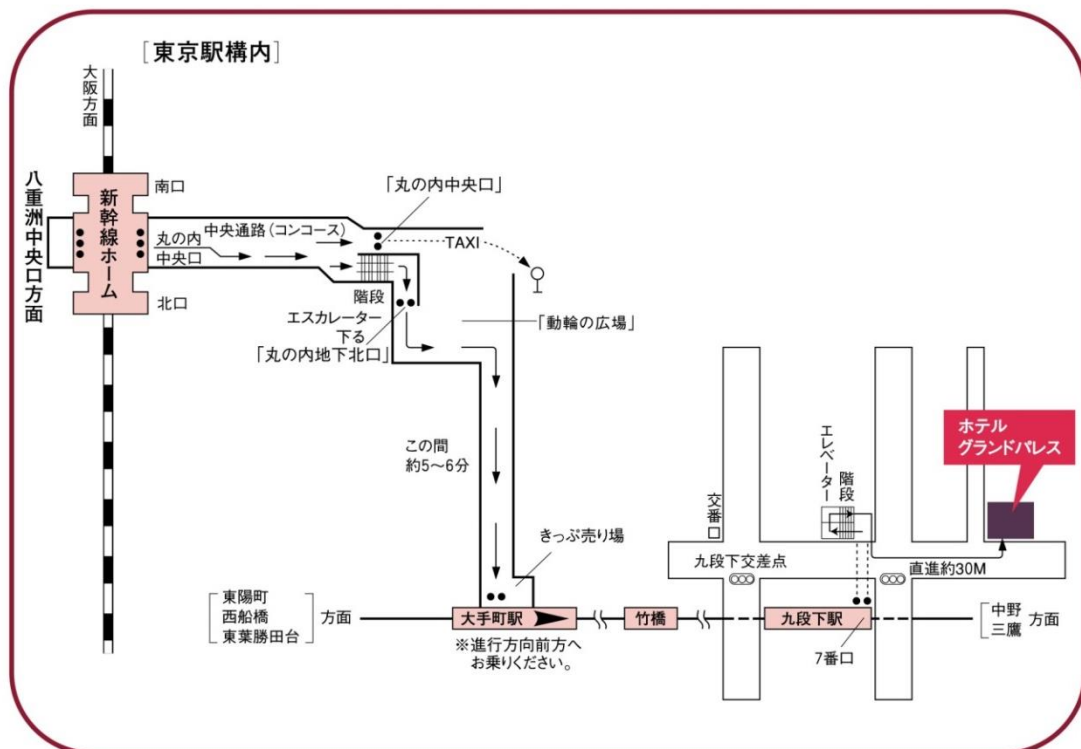 ［東京駅構内］
大阪方面
八重洲中央口方面
新幹線ホーム
南口
丸の内
中央口
北口
中央通路（コンコース）
「丸の内中央口」
TAXI
階段
エスカレーター
下る
「丸の内地下北口」
「動輪の広場」
この間
約5〜6分
きっぷ売り場
東陽町
西船橋
東葉勝田台
方面
大手町駅
※進行方向前方へ
お乗りください。
竹橋
九段下駅
7番口
中野
三鷹
方面
交番
九段下交差点
エレベーター
階段
直進約30M
ホテル
グランドパレス